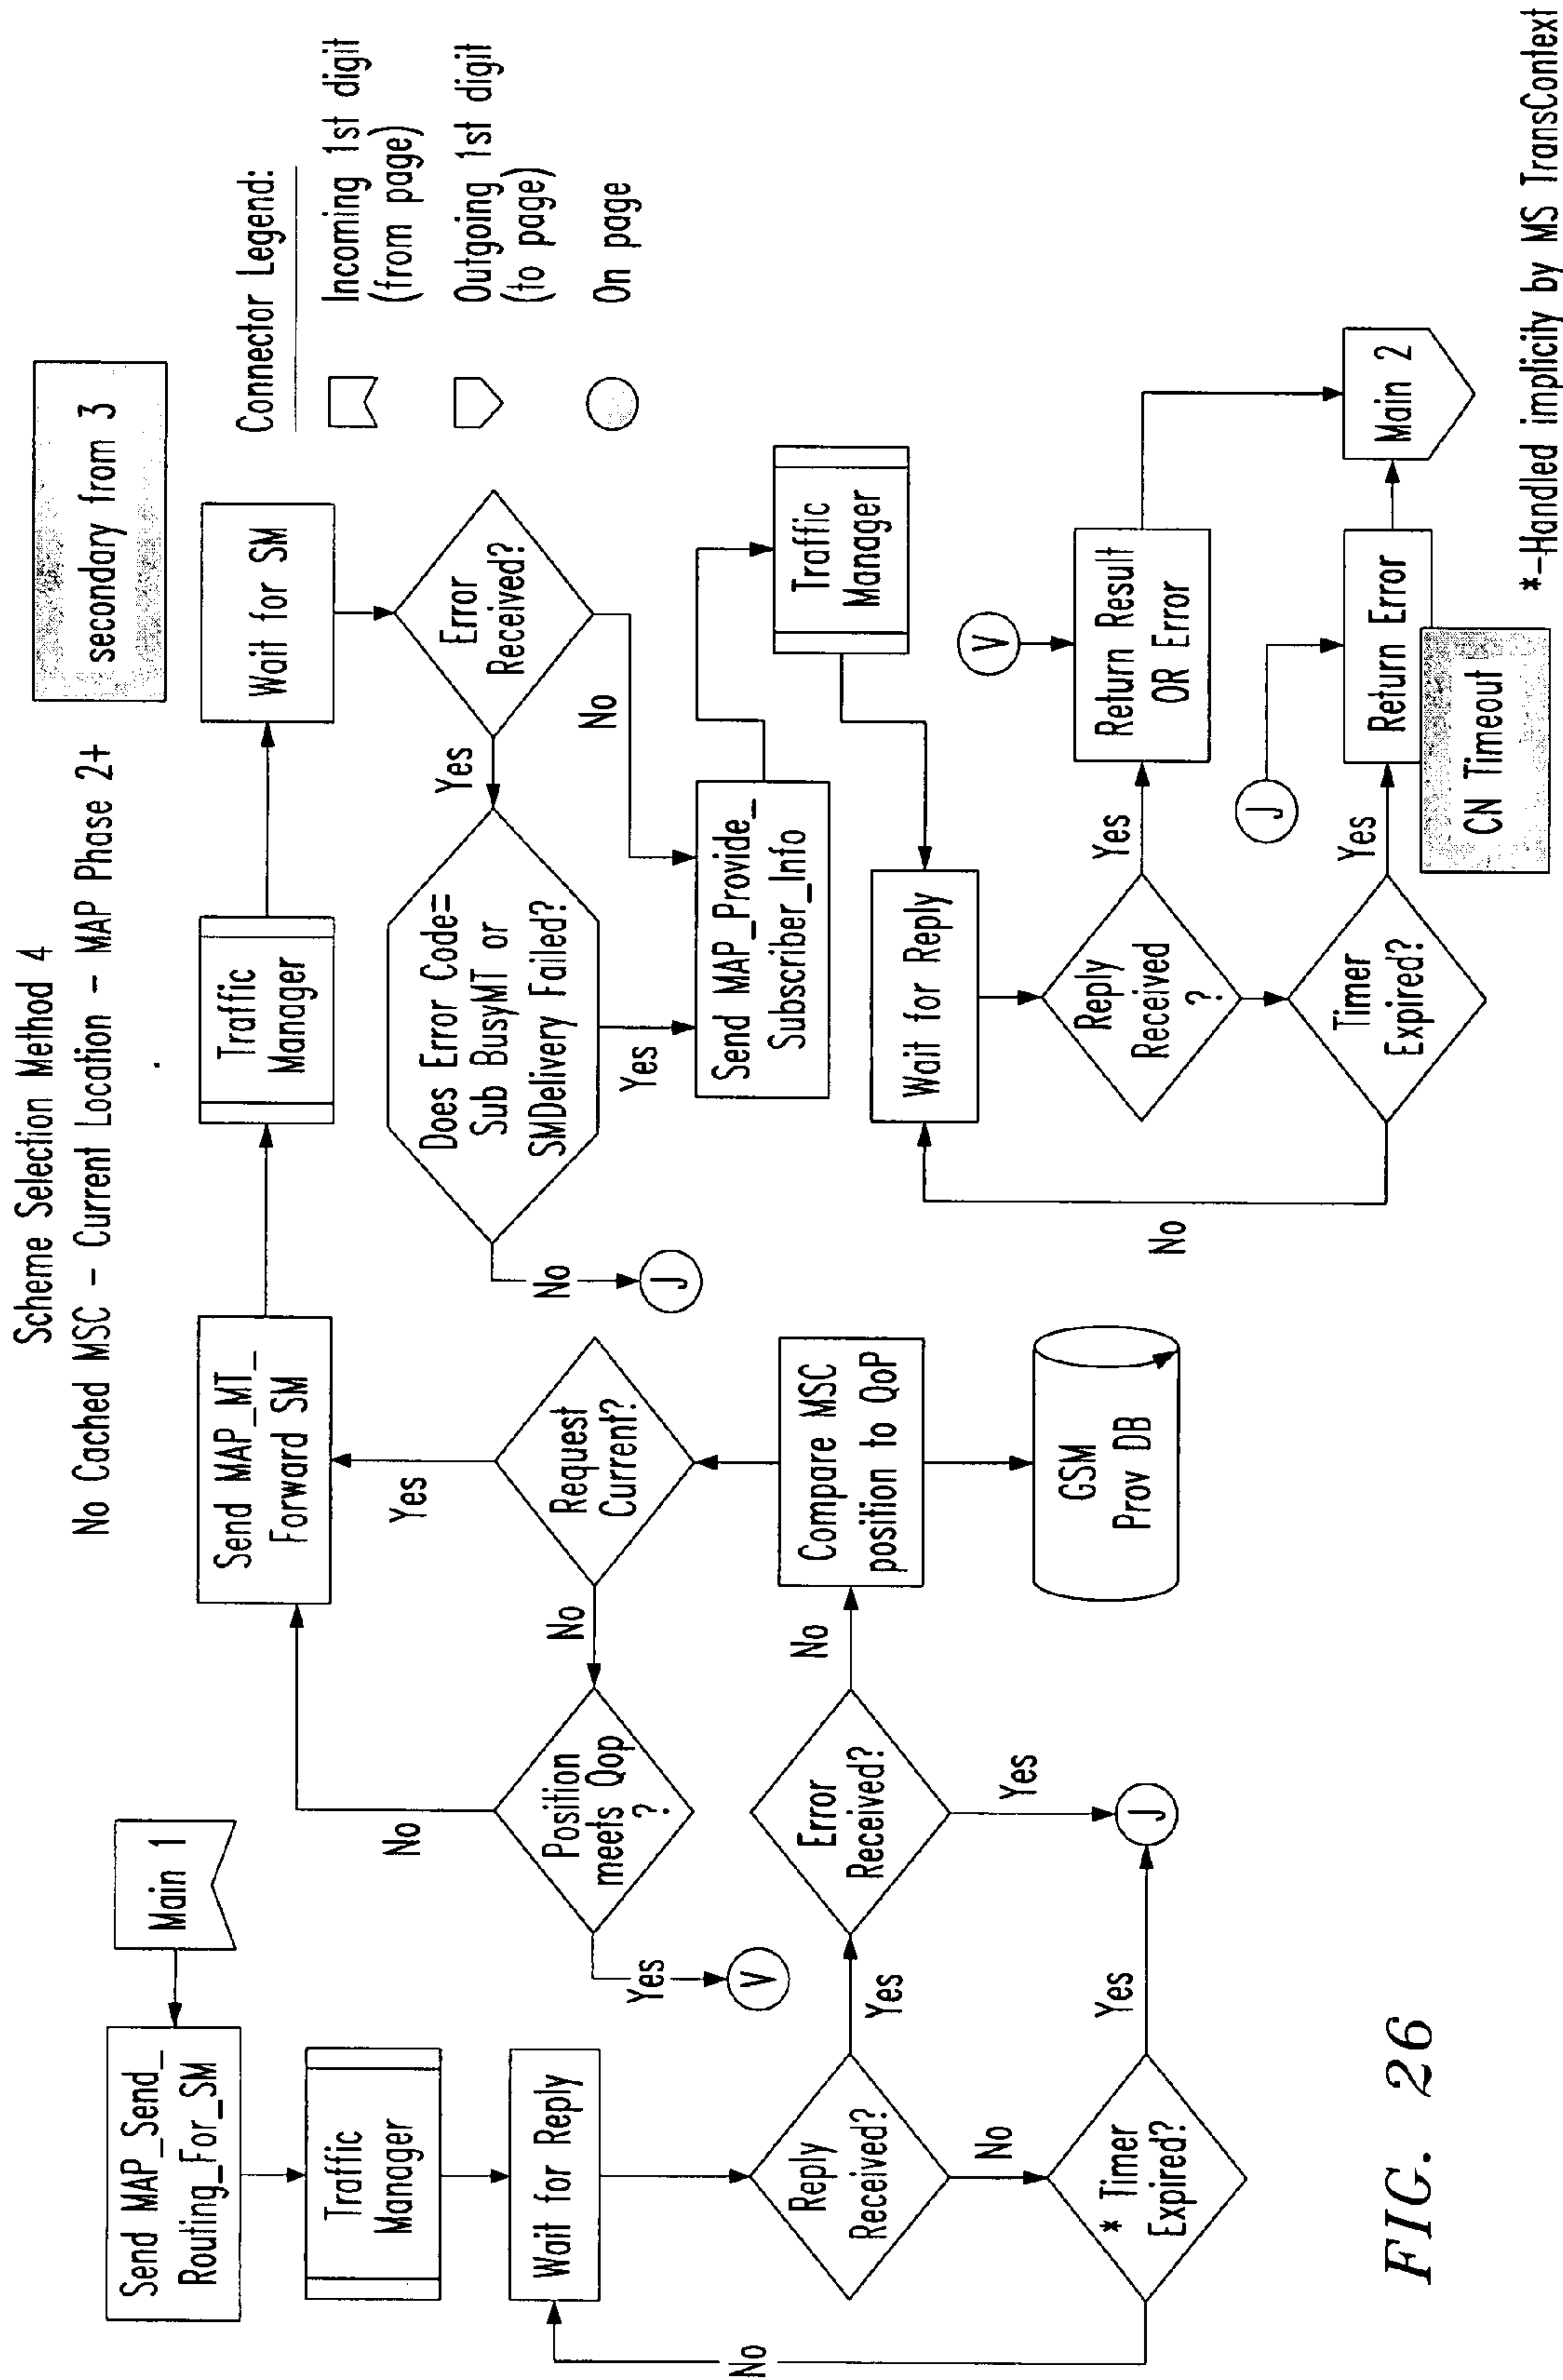 Scheme Selection Method 4
No Cached MSC - Current Location - MAP Phase 2+
secondary from 3
Connector Legend:
Incoming 1st digit
(from page)
Outgoing 1st digit
(to page)
On page
Main 1
Send MAP_Send_
Routing_For_SM
Traffic
Manager
Wait for Reply
Reply
Received?
Yes
No
* Timer
Expired?
Yes
No
J
Error
Received?
Yes
No
Compare MSC
position to QoP
GSM
Prov DB
Request
Current?
Yes
No
Position
meets Qop
?
Yes
No
V
Send MAP_MT_
Forward SM
Traffic
Manager
Wait for SM
Error
Received?
Yes
No
Does Error Code=
Sub BusyMT or
SMDelivery Failed?
Yes
No
J
Send MAP_Provide_
Subscriber_Info
Traffic
Manager
Wait for Reply
Reply
Received
?
Yes
V
Return Result
OR Error
Timer
Expired?
Yes
No
J
Return Error
CN Timeout
Main 2
*-Handled implicity by MS TransContext
FIG. 26